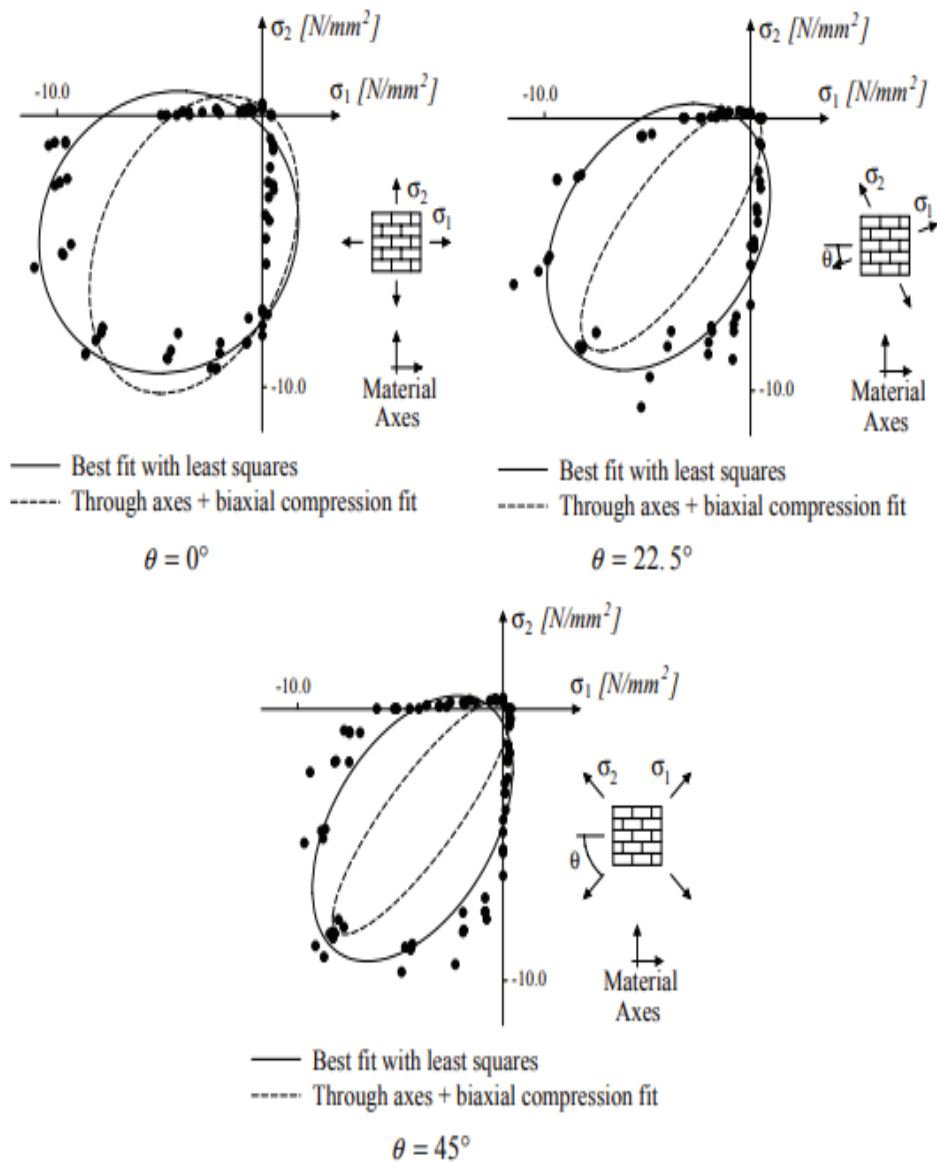 σ₂ [N/mm²]
-10.0
σ₁ [N/mm²]
σ₂
σ₁
-10.0
Material
Axes
Best fit with least squares
Through axes + biaxial compression fit
θ = 0°
σ₂ [N/mm²]
-10.0
σ₁ [N/mm²]
σ₂
σ₁
θ
-10.0
Material
Axes
Best fit with least squares
Through axes + biaxial compression fit
θ = 22.5°
σ₂ [N/mm²]
-10.0
σ₁ [N/mm²]
σ₂
σ₁
θ
-10.0
Material
Axes
Best fit with least squares
Through axes + biaxial compression fit
θ = 45°